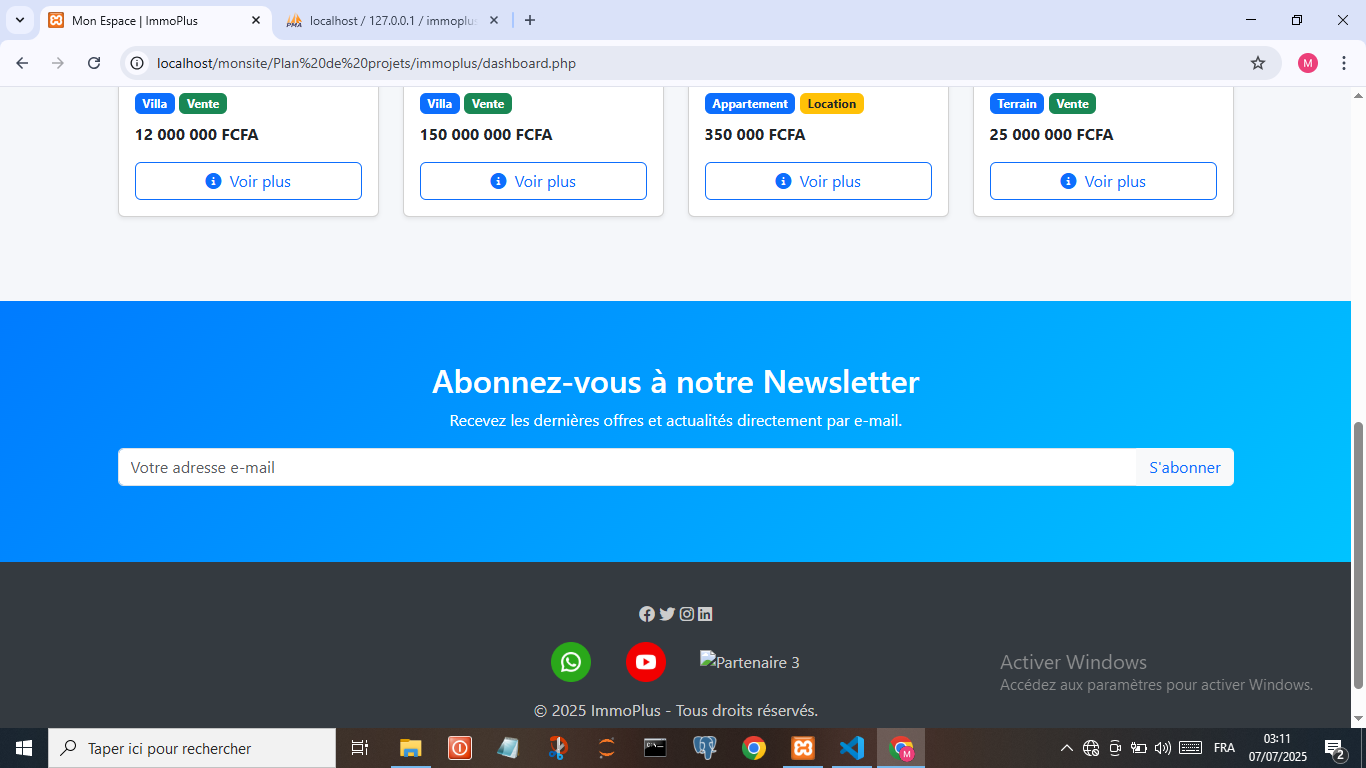 Mon Espace | ImmoPlus
localhost / 127.0.0.1 / immoplus
localhost/monsite/Plan%20de%20projets/immoplus/dashboard.php
M
Villa Vente
12 000 000 FCFA
Voir plus
Villa Vente
150 000 000 FCFA
Voir plus
Appartement Location
350 000 FCFA
Voir plus
Terrain Vente
25 000 000 FCFA
Voir plus
Abonnez-vous à notre Newsletter
Recevez les dernières offres et actualités directement par e-mail.
Votre adresse e-mail
S'abonner
Partenaire 3
© 2025 ImmoPlus - Tous droits réservés.
Activer Windows
Accédez aux paramètres pour activer Windows.
Taper ici pour rechercher
FRA
03:11
07/07/2025
2